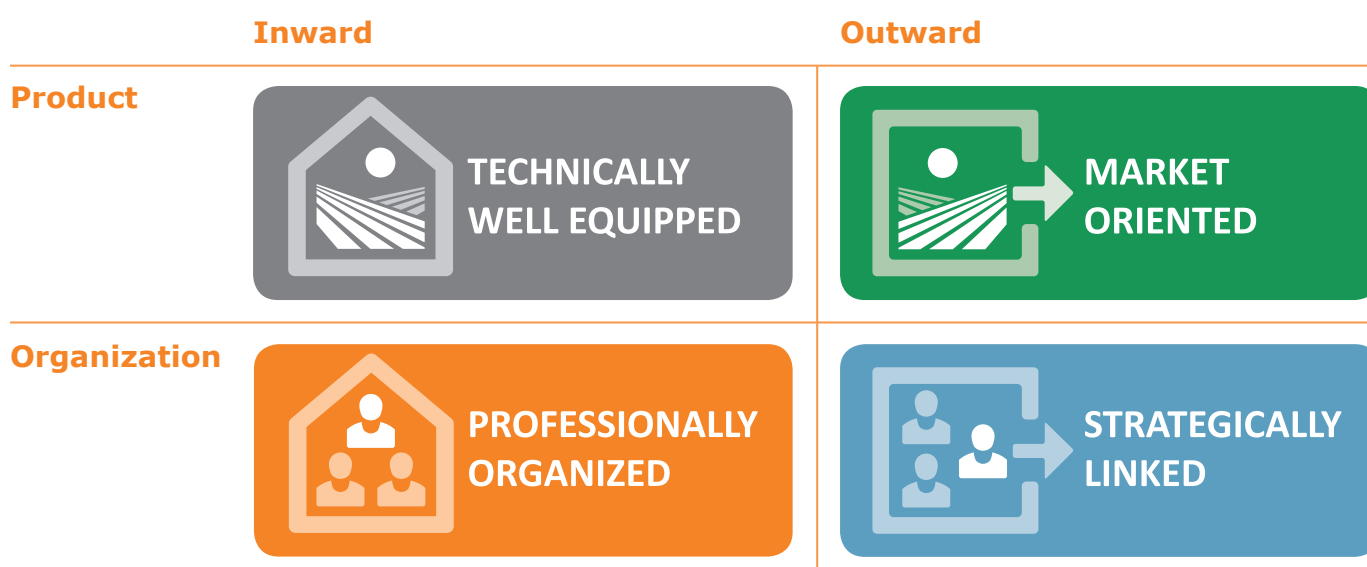 Inward
Outward
Product
TECHNICALLY
WELL EQUIPPED
MARKET
ORIENTED
Organization
PROFESSIONALLY
ORGANIZED
STRATEGICALLY
LINKED